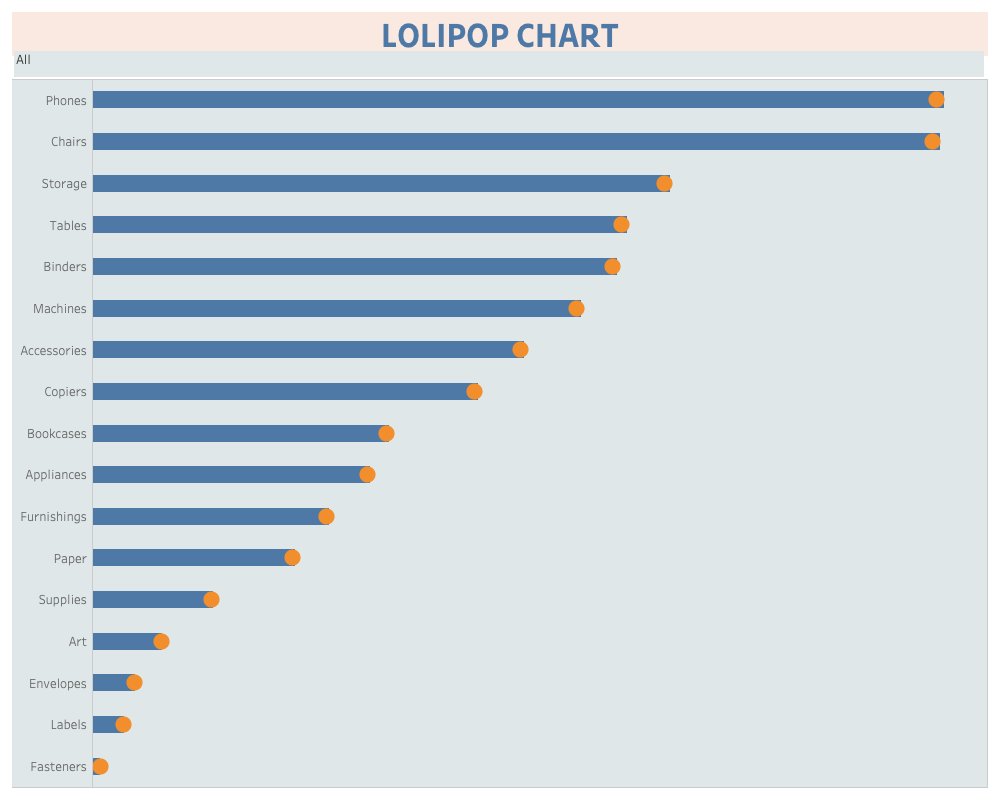 LOLIPOP CHART
All
Phones
Chairs
Storage
Tables
Binders
Machines
Accessories
Copiers
Bookcases
Appliances
Furnishings
Paper
Supplies
Art
Envelopes
Labels
Fasteners